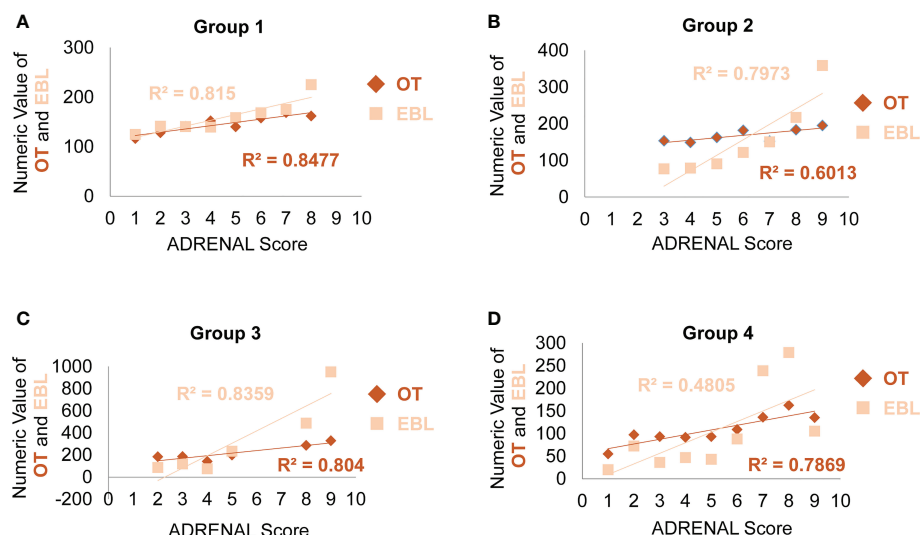 A
Group 1
Numeric Value of
OT and EBL
300
200
100
0
R² = 0.815
R² = 0.8477
OT
EBL
0 1 2 3 4 5 6 7 8 9 10
ADRENAL Score
B
Group 2
Numeric Value of
OT and EBL
400
300
200
100
0
R² = 0.7973
R² = 0.6013
OT
EBL
0 1 2 3 4 5 6 7 8 9 10
ADRENAL Score
C
Group 3
Numeric Value of
OT and EBL
1000
800
600
400
200
0
-200
R² = 0.8359
R² = 0.804
OT
EBL
0 1 2 3 4 5 6 7 8 9 10
ADRENAL Score
D
Group 4
Numeric Value of
OT and EBL
300
250
200
150
100
50
0
R² = 0.4805
R² = 0.7869
OT
EBL
0 1 2 3 4 5 6 7 8 9 10
ADRENAL Score